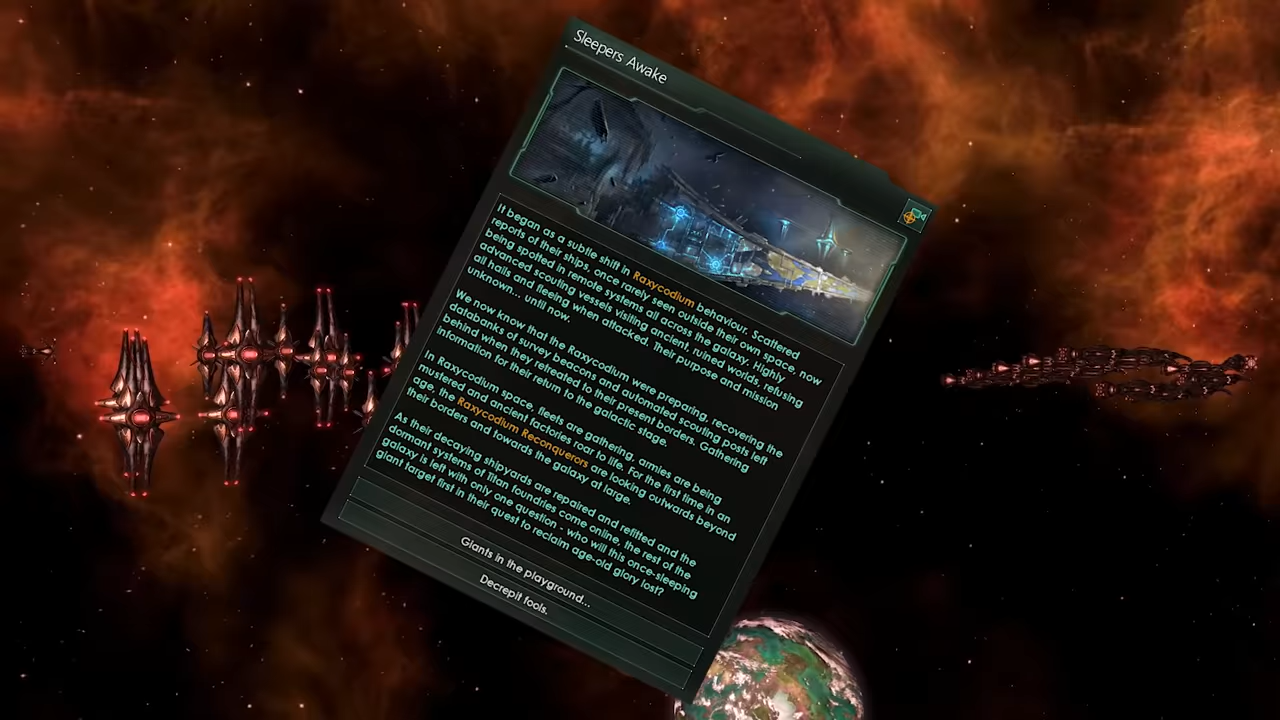 Sleepers Awake
It began as a subtle shift in Raxycodium behaviour. Scattered
reports of their ships, once rarely seen outside their own space, now
being spotted in remote systems all across the galaxy. Highly
advanced scouting vessels visiting ancient, ruined worlds, refusing
all hails and fleeing when attacked. Their purpose and mission
unknown... until now.
We now know that the Raxycodium were preparing, recovering the
databanks of survey beacons and automated scouting posts left
behind when they retreated to their present borders. Gathering
information for their return to the galactic stage.
In Raxycodium space, fleets are gathering, armies are being
mustered and ancient factories roar to life. For the first time in an
age, the Raxycodium Reconquerors are looking outwards beyond
their borders and towards the galaxy at large.
As their decaying shipyards are repaired and refitted and the
dormant systems of titan foundries come online, the rest of the
galaxy is left with only one question - who will this once-sleeping
giant target first in their quest to reclaim age-old glory lost?
Giants in the playground...
Decrepit fools.